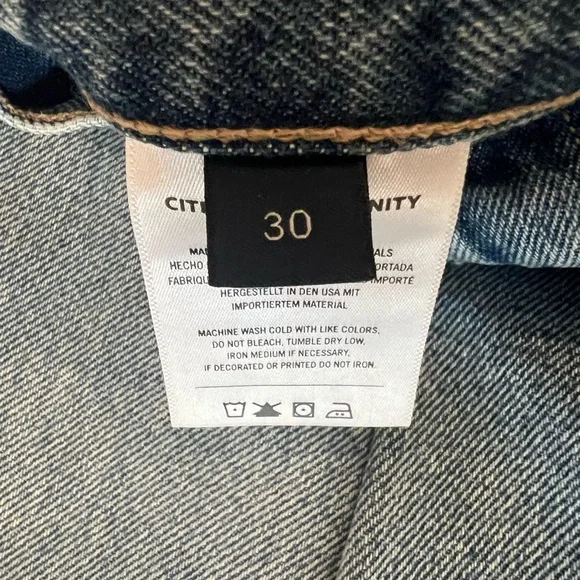 CIT NITY
30
MA ALS
HECHO ORTADA
FABRIQU IMPORTÉ
HERGESTELLT IN DEN USA MIT
IMPORTIERTEM MATERIAL
MACHINE WASH COLD WITH LIKE COLORS,
DO NOT BLEACH, TUMBLE DRY LOW,
IRON MEDIUM IF NECESSARY,
IF DECORATED OR PRINTED DO NOT IRON.